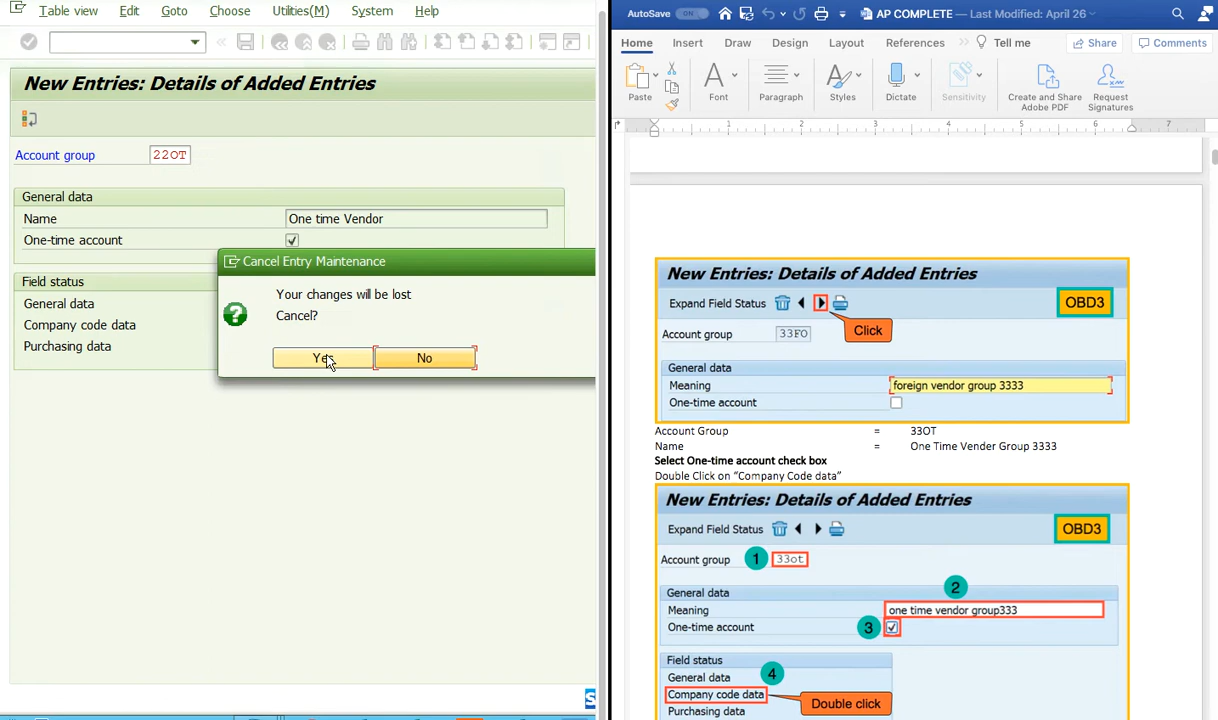 Table view Edit Goto Choose Utilities(M) System Help
New Entries: Details of Added Entries
Account group 22OT
General data
Name One time Vendor
One-time account
Field status
General data
Company code data
Purchasing data
Cancel Entry Maintenance
Your changes will be lost
Cancel?
Yes No
AutoSave ON AP COMPLETE — Last Modified: April 26
Home Insert Draw Design Layout References Tell me Share Comments
Paste Font Paragraph Styles Dictate Sensitivity Create and Share Adobe PDF Request Signatures
1 2 3 4 5 6 7
New Entries: Details of Added Entries
Expand Field Status OBD3
Click
Account group 33FO
General data
Meaning foreign vendor group 3333
One-time account
Account Group = 33OT
Name = One Time Vender Group 3333
Select One-time account check box
Double Click on “Company Code data”
New Entries: Details of Added Entries
Expand Field Status OBD3
Account group 1 33ot
General data 2
Meaning one time vendor group333
One-time account 3
Field status
General data 4
Company code data
Double click
Purchasing data